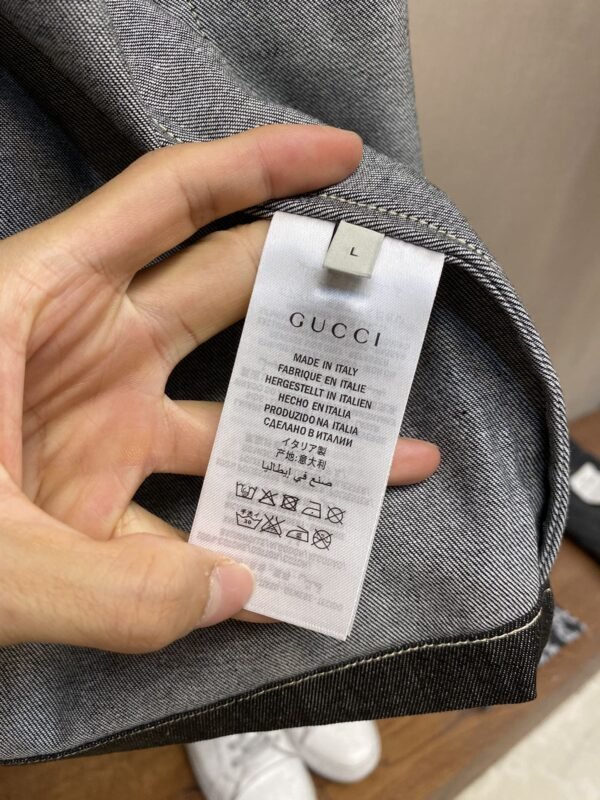 L
GUCCI
MADE IN ITALY
FABRIQUE EN ITALIE
HERGESTELLT IN ITALIEN
HECHO EN ITALIA
PRODUZIDO NA ITALIA
СДЕЛАНО В ИТАЛИИ
イタリア製
产地:意大利
صنع في إيطاليا